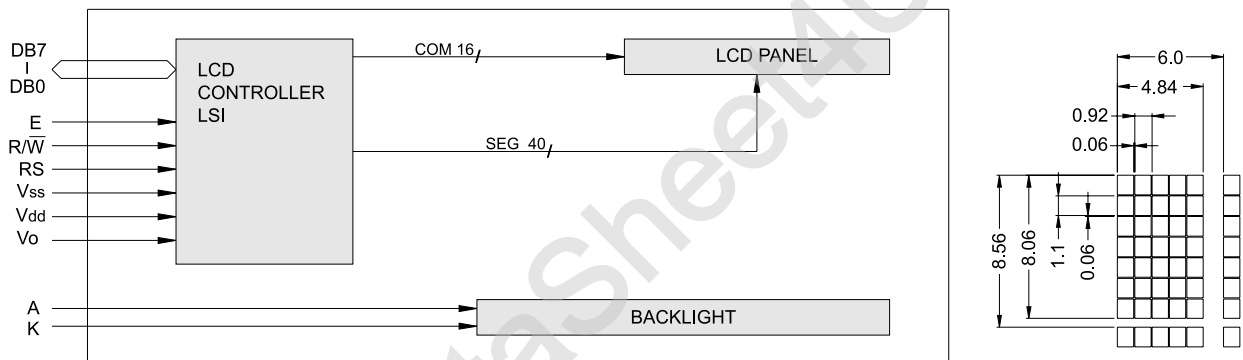 DB7
DB0
E
R/W̅
RS
Vss
Vdd
Vo
A
K
LCD
CONTROLLER
LSI
COM 16
SEG 40
LCD PANEL
BACKLIGHT
6.0
4.84
0.92
0.06
8.56
8.06
1.1
0.06